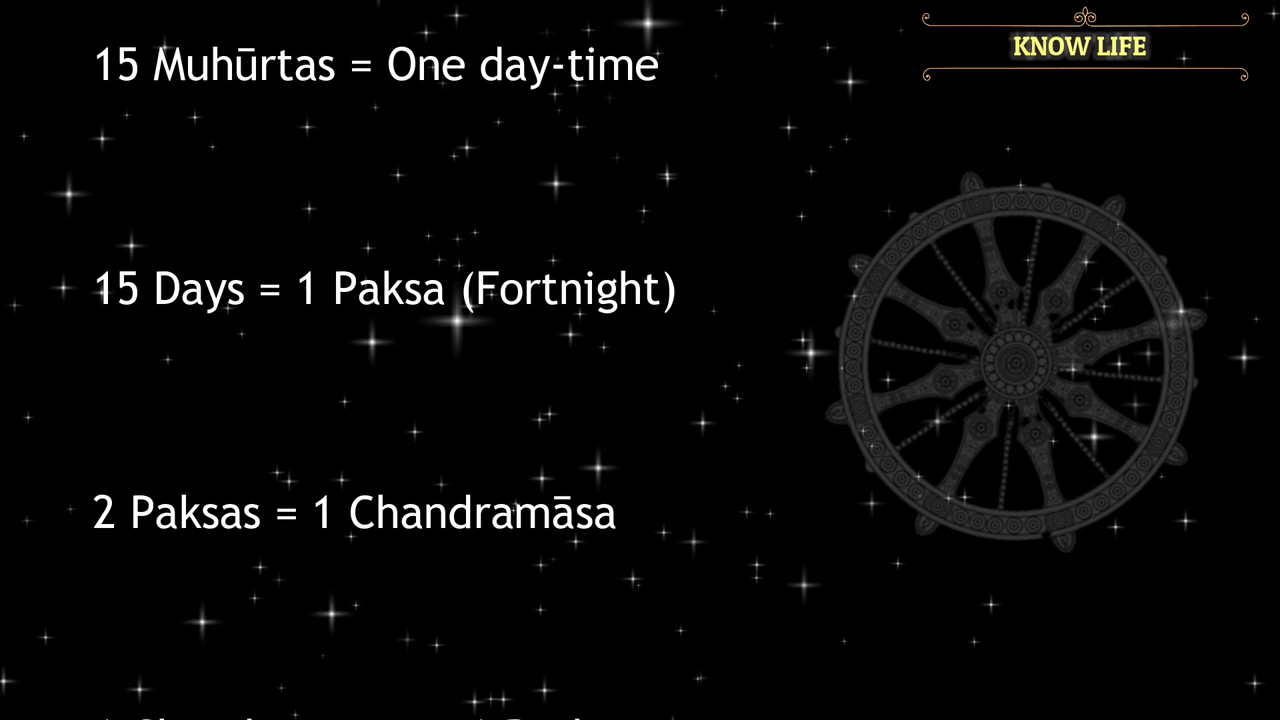 15 Muhūrtas = One day-time
KNOW LIFE
15 Days = 1 Paksa (Fortnight)
2 Paksas = 1 Chandramāsa